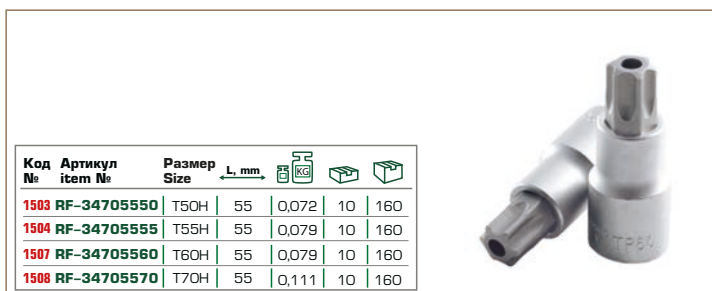 Код Артикул Размер L, mm KG
№ item № Size
1503 RF-34705550 T50H 55 0,072 10 160
1504 RF-34705555 T55H 55 0,079 10 160
1507 RF-34705560 T60H 55 0,079 10 160
1508 RF-34705570 T70H 55 0,111 10 160